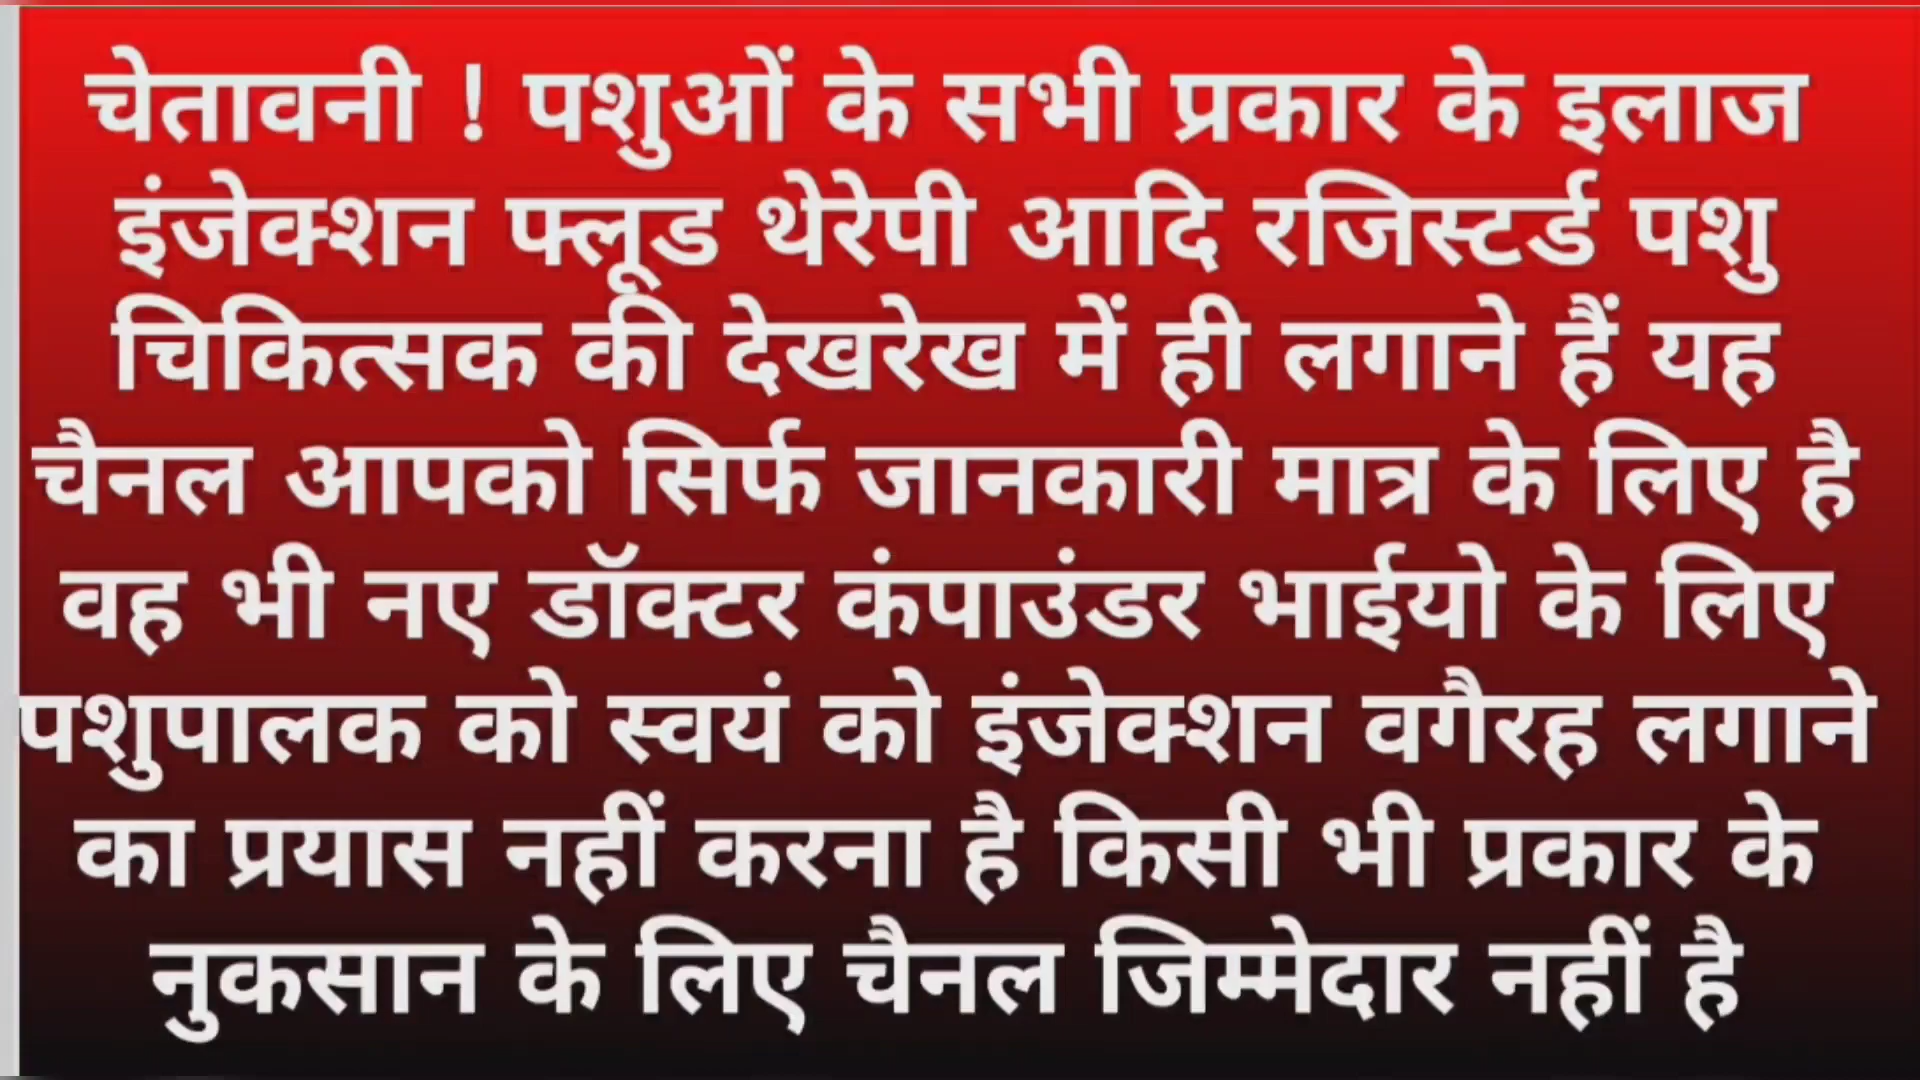 चेतावनी ! पशुओं के सभी प्रकार के इलाज
इंजेक्शन फ्लूड थेरेपी आदि रजिस्टर्ड पशु
चिकित्सक की देखरेख में ही लगाने हैं यह
चैनल आपको सिर्फ जानकारी मात्र के लिए है
वह भी नए डॉक्टर कंपाउंडर भाईयो के लिए
पशुपालक को स्वयं को इंजेक्शन वगैरह लगाने
का प्रयास नहीं करना है किसी भी प्रकार के
नुकसान के लिए चैनल जिम्मेदार नहीं है